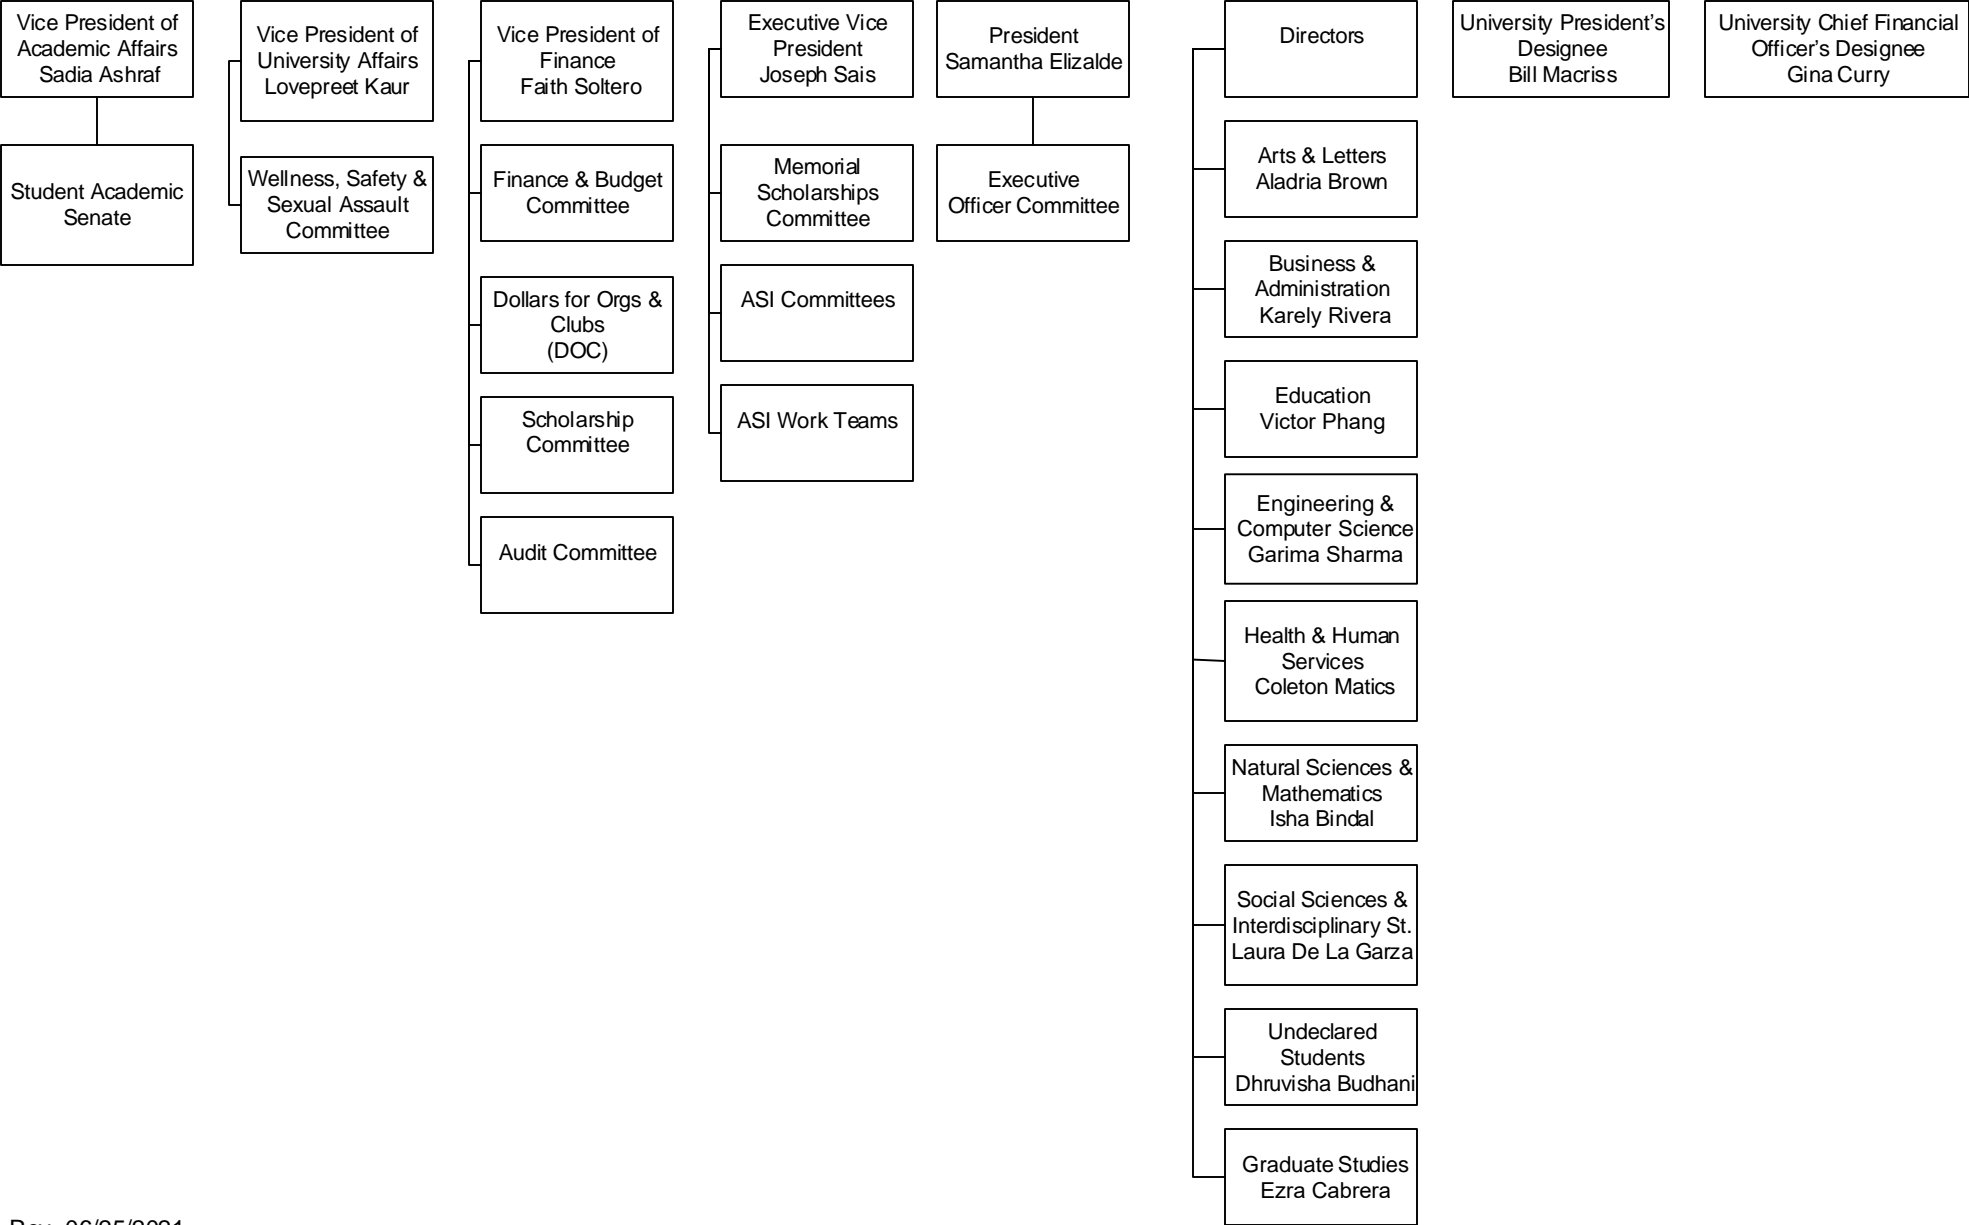 Vice President of
Academic Affairs
Sadia Ashraf
Student Academic
Senate
Vice President of
University Affairs
Lovepreet Kaur
Wellness, Safety &
Sexual Assault
Committee
Vice President of
Finance
Faith Soltero
Finance & Budget
Committee
Dollars for Orgs &
Clubs
(DOC)
Scholarship
Committee
Audit Committee
Executive Vice
President
Joseph Sais
Memorial
Scholarships
Committee
ASI Committees
ASI Work Teams
President
Samantha Elizalde
Executive
Officer Committee
Directors
Arts & Letters
Aladria Brown
Business &
Administration
Karely Rivera
Education
Victor Phang
Engineering &
Computer Science
Garima Sharma
Health & Human
Services
Coleton Matics
Natural Sciences &
Mathematics
Isha Bindal
Social Sciences &
Interdisciplinary St.
Laura De La Garza
Undeclared
Students
Dhruvisha Budhani
Graduate Studies
Ezra Cabrera
University President’s
Designee
Bill Macriss
University Chief Financial
Officer’s Designee
Gina Curry